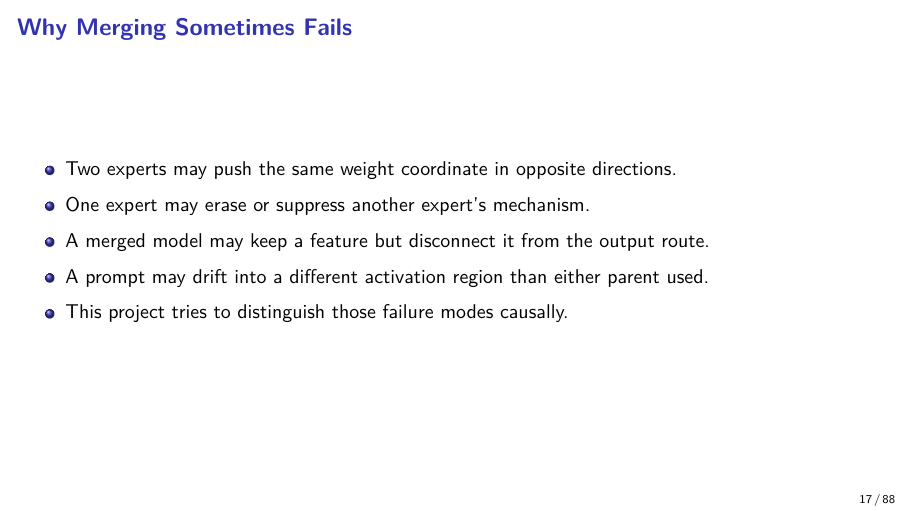 Why Merging Sometimes Fails
Two experts may push the same weight coordinate in opposite directions.
One expert may erase or suppress another expert's mechanism.
A merged model may keep a feature but disconnect it from the output route.
A prompt may drift into a different activation region than either parent used.
This project tries to distinguish those failure modes causally.
17 / 88